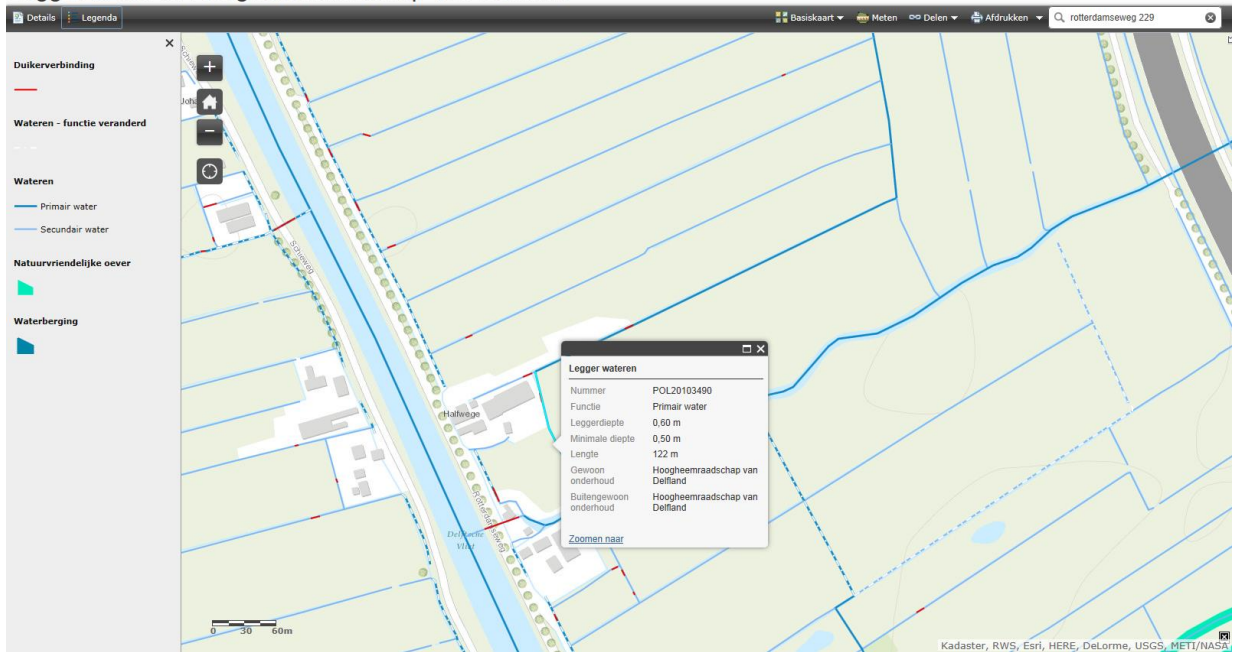 Details
Legenda
Basiskaart
Meten
Delen
Afdrukken
rotterdamseweg 229
Duikerverbinding
Wateren - functie veranderd
Wateren
Primair water
Secundair water
Natuurvriendelijke oever
Waterberging
Schieweg
Halfwege
Rotterdamseweg
Delftsche
Vliet
Legger wateren
Nummer POL20103490
Functie Primair water
Leggerdiepte 0,60 m
Minimale diepte 0,50 m
Lengte 122 m
Gewoon Hoogheemraadschap van
onderhoud Delfland
Buitengewoon Hoogheemraadschap van
onderhoud Delfland
Zoomen naar
0 30 60m
Kadaster, RWS, Esri, HERE, DeLorme, USGS, METI/NASA